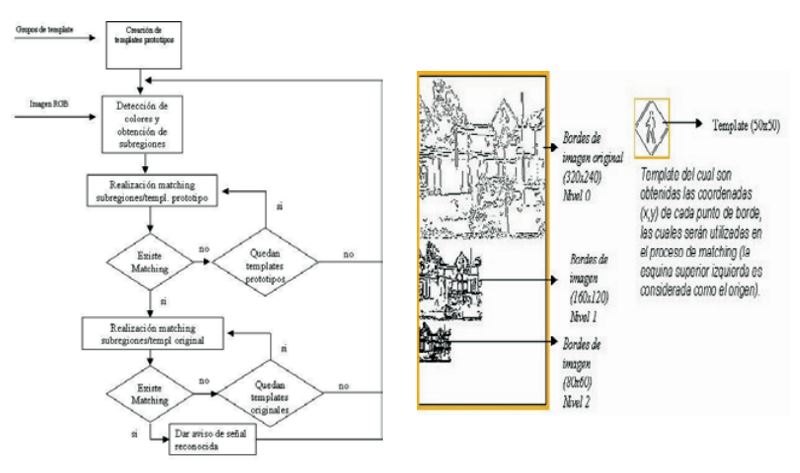 Grupos de template
Creación de
templates prototipos
Imagen RGB
Detección de
colores y
obtención de
subregiones
Realización matching
subregiones/templ. prototipo
si
Existe
Matching
no
Quedan
templates
prototipos
no
si
Realización matching
subregiones/templ original
si
Existe
Matching
no
Quedan
templates
originales
no
si
Dar aviso de señal
reconocida
Bordes de
imagen original
(320x240)
Nivel 0
Bordes de
imagen
(160x120)
Nivel 1
Bordes de
imagen
(80x60)
Nivel 2
Template (50x50)
Template del cual son
obtenidas las coordenadas
(x,y) de cada punto de borde,
las cuales serán utilizadas en
el proceso de matching (la
esquina superior izquierda es
considerada como el origen).